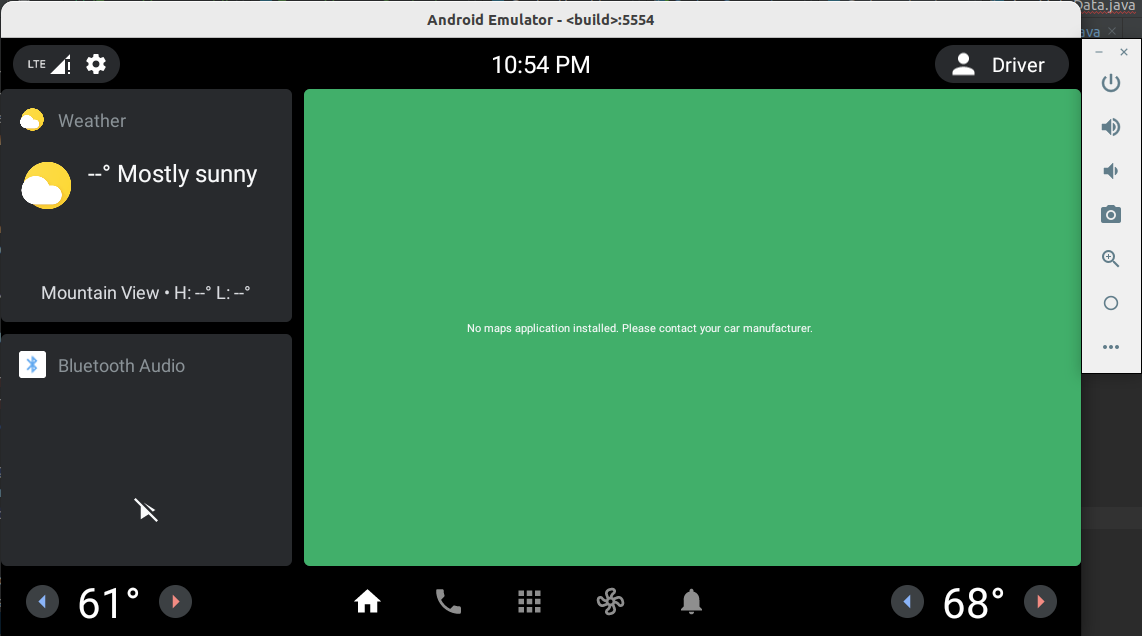 Data.java
Android Emulator - <build>:5554
ava ×
LTE
10:54 PM
Driver
Weather
--° Mostly sunny
Mountain View • H: --° L: --°
No maps application installed. Please contact your car manufacturer.
Bluetooth Audio
61°
68°